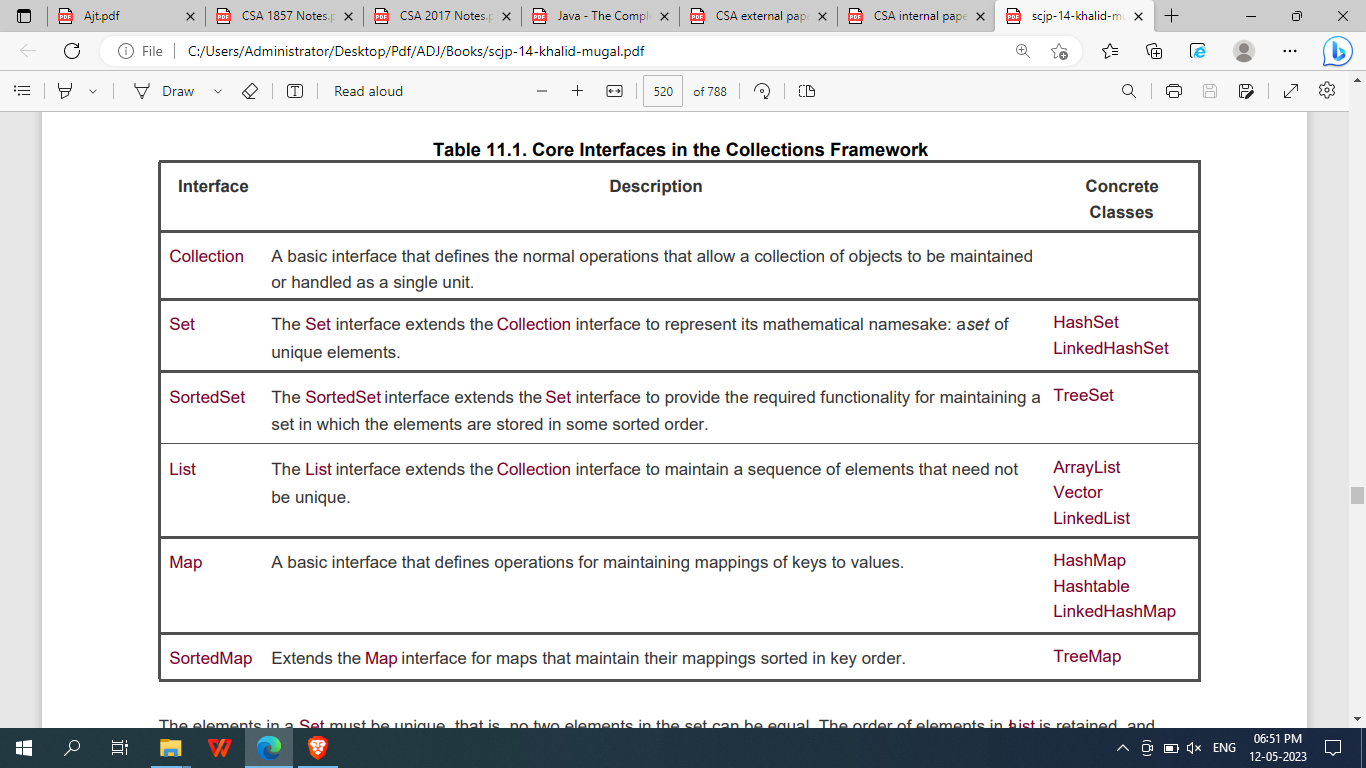 Ajt.pdf
CSA 1857 Notes.p
CSA 2017 Notes.p
Java - The Compl
CSA external pap
CSA internal pape
scjp-14-khalid-mu
File
C:/Users/Administrator/Desktop/Pdf/ADJ/Books/scjp-14-khalid-mugal.pdf
Draw
Read aloud
520 of 788
Table 11.1. Core Interfaces in the Collections Framework
Interface Description Concrete
Classes
Collection A basic interface that defines the normal operations that allow a collection of objects to be maintained
or handled as a single unit.
Set The Set interface extends the Collection interface to represent its mathematical namesake: a set of HashSet
unique elements. LinkedHashSet
SortedSet The SortedSet interface extends the Set interface to provide the required functionality for maintaining a TreeSet
set in which the elements are stored in some sorted order.
List The List interface extends the Collection interface to maintain a sequence of elements that need not ArrayList
be unique. Vector
LinkedList
Map A basic interface that defines operations for maintaining mappings of keys to values. HashMap
Hashtable
LinkedHashMap
SortedMap Extends the Map interface for maps that maintain their mappings sorted in key order. TreeMap
The elements in a Set must be unique, that is, no two elements in the set can be equal. The order of elements in List is retained, and
ENG
06:51 PM
12-05-2023